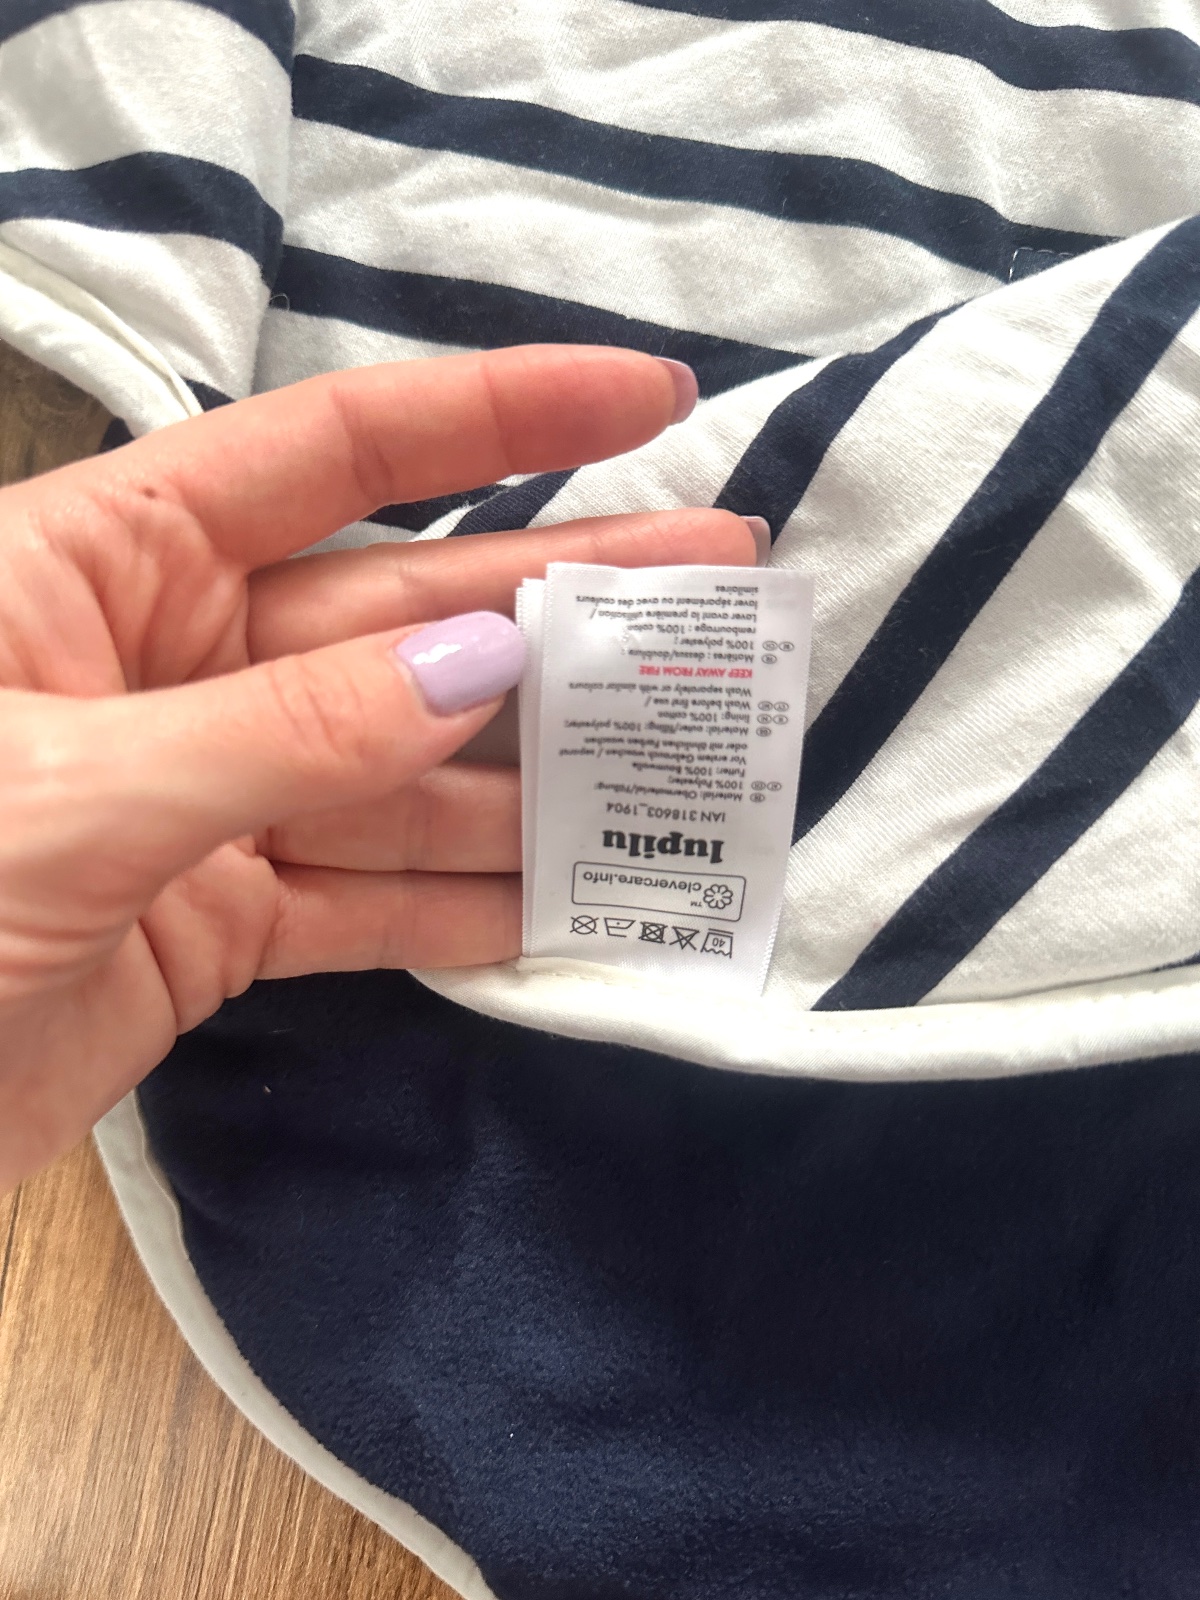 40
clevercare.info
™
lupilu
IAN 318603_1904
Material: Obermaterial/Füllung:
100% Polyester;
Futter: 100% Baumwolle
Vor erstem Gebrauch waschen / separat
oder mit ähnlichen Farben waschen
Material: outer/filling: 100% polyester;
lining: 100% cotton
Wash before first use /
Wash separately or with similar colours
KEEP AWAY FROM FIRE
Matières : dessus/doublure :
100% polyester ;
rembourrage : 100% coton
Laver avant la première utilisation /
laver séparément ou avec des couleurs
similaires